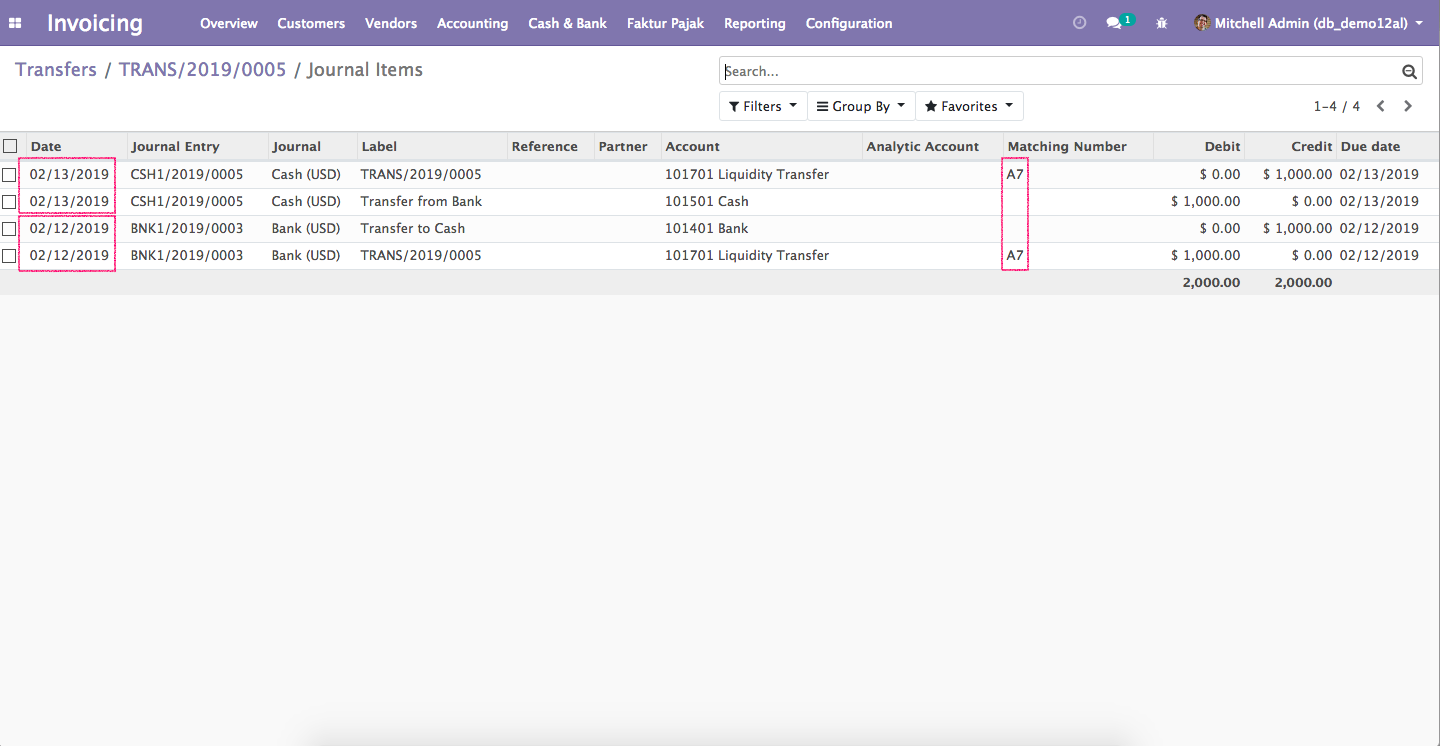 Invoicing Overview Customers Vendors Accounting Cash & Bank Faktur Pajak Reporting Configuration 1 Mitchell Admin (db_demo12al)
Transfers / TRANS/2019/0005 / Journal Items
Search...
Filters Group By Favorites 1-4 / 4
Date Journal Entry Journal Label Reference Partner Account Analytic Account Matching Number Debit Credit Due date
02/13/2019 CSH1/2019/0005 Cash (USD) TRANS/2019/0005 101701 Liquidity Transfer A7 $ 0.00 $ 1,000.00 02/13/2019
02/13/2019 CSH1/2019/0005 Cash (USD) Transfer from Bank 101501 Cash $ 1,000.00 $ 0.00 02/13/2019
02/12/2019 BNK1/2019/0003 Bank (USD) Transfer to Cash 101401 Bank $ 0.00 $ 1,000.00 02/12/2019
02/12/2019 BNK1/2019/0003 Bank (USD) TRANS/2019/0005 101701 Liquidity Transfer A7 $ 1,000.00 $ 0.00 02/12/2019
2,000.00 2,000.00